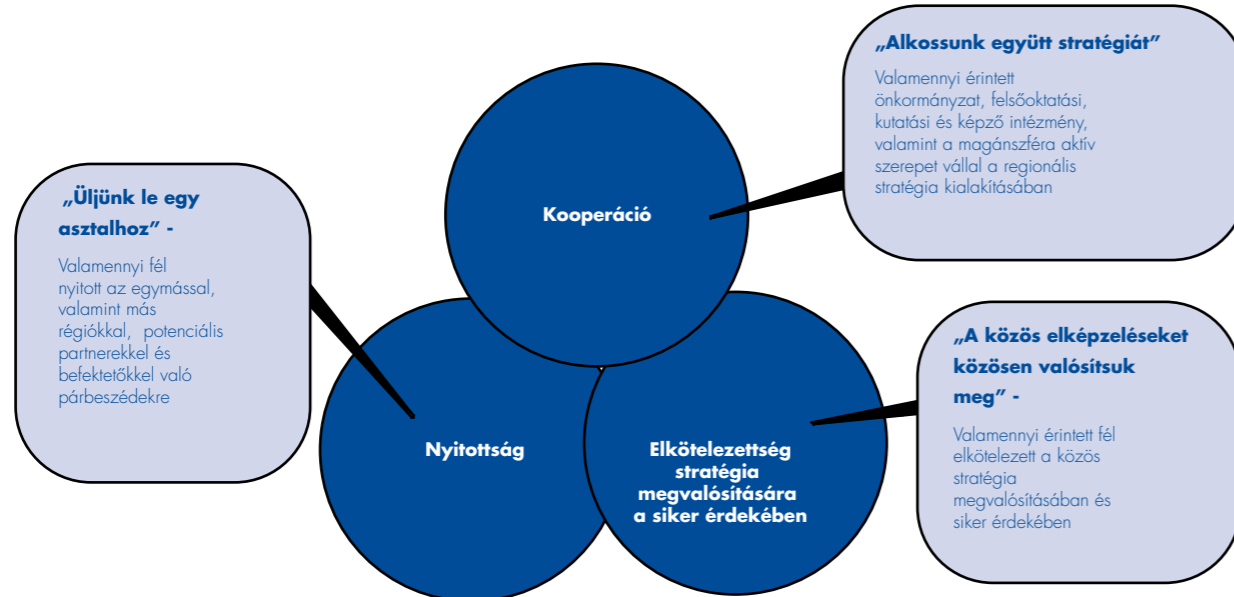 „Alkossunk együtt stratégiát”
Valamennyi érintett
önkormányzat, felsőoktatási,
kutatási és képző intézmény,
valamint a magánszféra aktív
szerepet vállal a regionális
stratégia kialakításában
Kooperáció
„Üljünk le egy
asztalhoz” -
Valamennyi fél
nyitott az egymással,
valamint más
régiókkal, potenciális
partnerekkel és
befektetőkkel való
párbeszédekre
Nyitottság
Elkötelezettség
stratégia
megvalósítására
a siker érdekében
„A közös elképzeléseket
közösen valósítsuk
meg” -
Valamennyi érintett fél
elkötelezett a közös
stratégia
megvalósításában és
siker érdekében